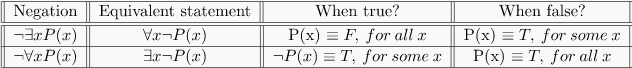 Negation Equivalent statement When true? When false?
¬∃xP(x) ∀x¬P(x) P(x) ≡ F, for all x P(x) ≡ T, for some x
¬∀xP(x) ∃x¬P(x) ¬P(x) ≡ T, for some x P(x) ≡ T, for all x